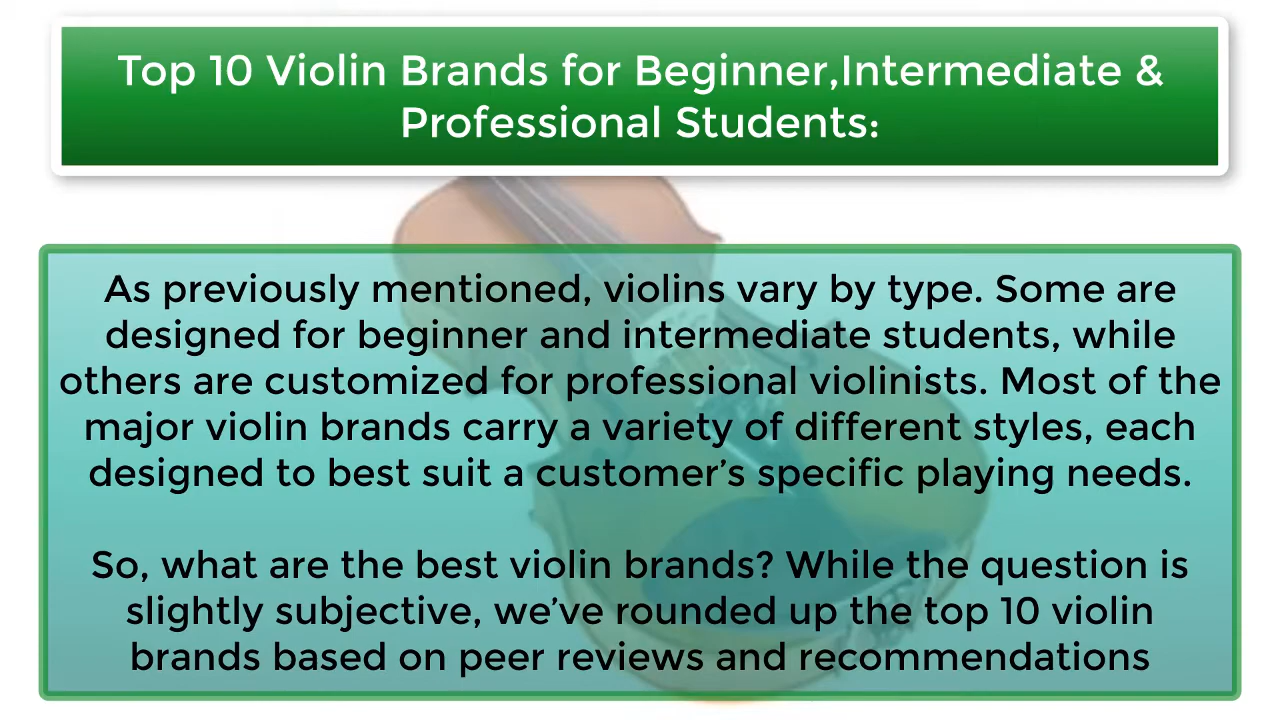 Top 10 Violin Brands for Beginner,Intermediate &
Professional Students:
As previously mentioned, violins vary by type. Some are
designed for beginner and intermediate students, while
others are customized for professional violinists. Most of the
major violin brands carry a variety of different styles, each
designed to best suit a customer’s specific playing needs.
So, what are the best violin brands? While the question is
slightly subjective, we’ve rounded up the top 10 violin
brands based on peer reviews and recommendations